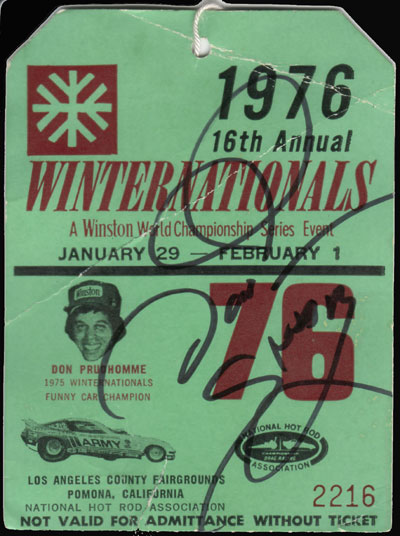 1976
16th Annual
WINTERNATIONALS
A Winston World Championship Series Event
JANUARY 29 — FEBRUARY 1
Winston
76
DON PRUDHOMME
1975 WINTERNATIONALS
FUNNY CAR CHAMPION
ARMY
NATIONAL HOT ROD
ASSOCIATION
LOS ANGELES COUNTY FAIRGROUNDS
POMONA, CALIFORNIA
NATIONAL HOT ROD ASSOCIATION
2216
NOT VALID FOR ADMITTANCE WITHOUT TICKET